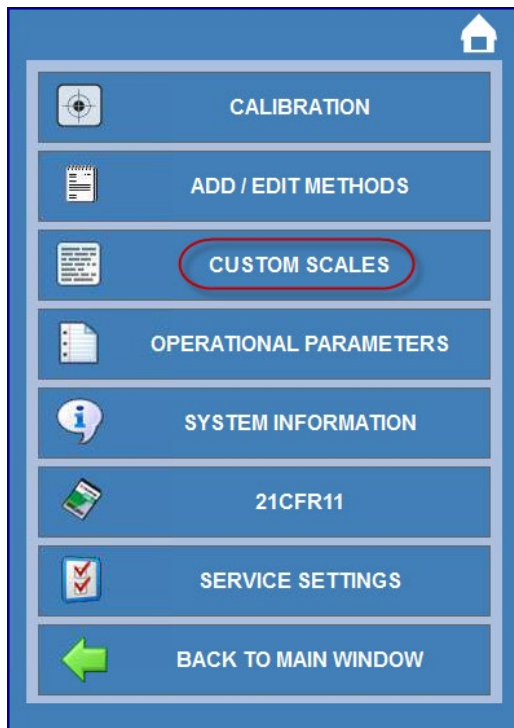 CALIBRATION
ADD / EDIT METHODS
CUSTOM SCALES
OPERATIONAL PARAMETERS
SYSTEM INFORMATION
21CFR11
SERVICE SETTINGS
BACK TO MAIN WINDOW